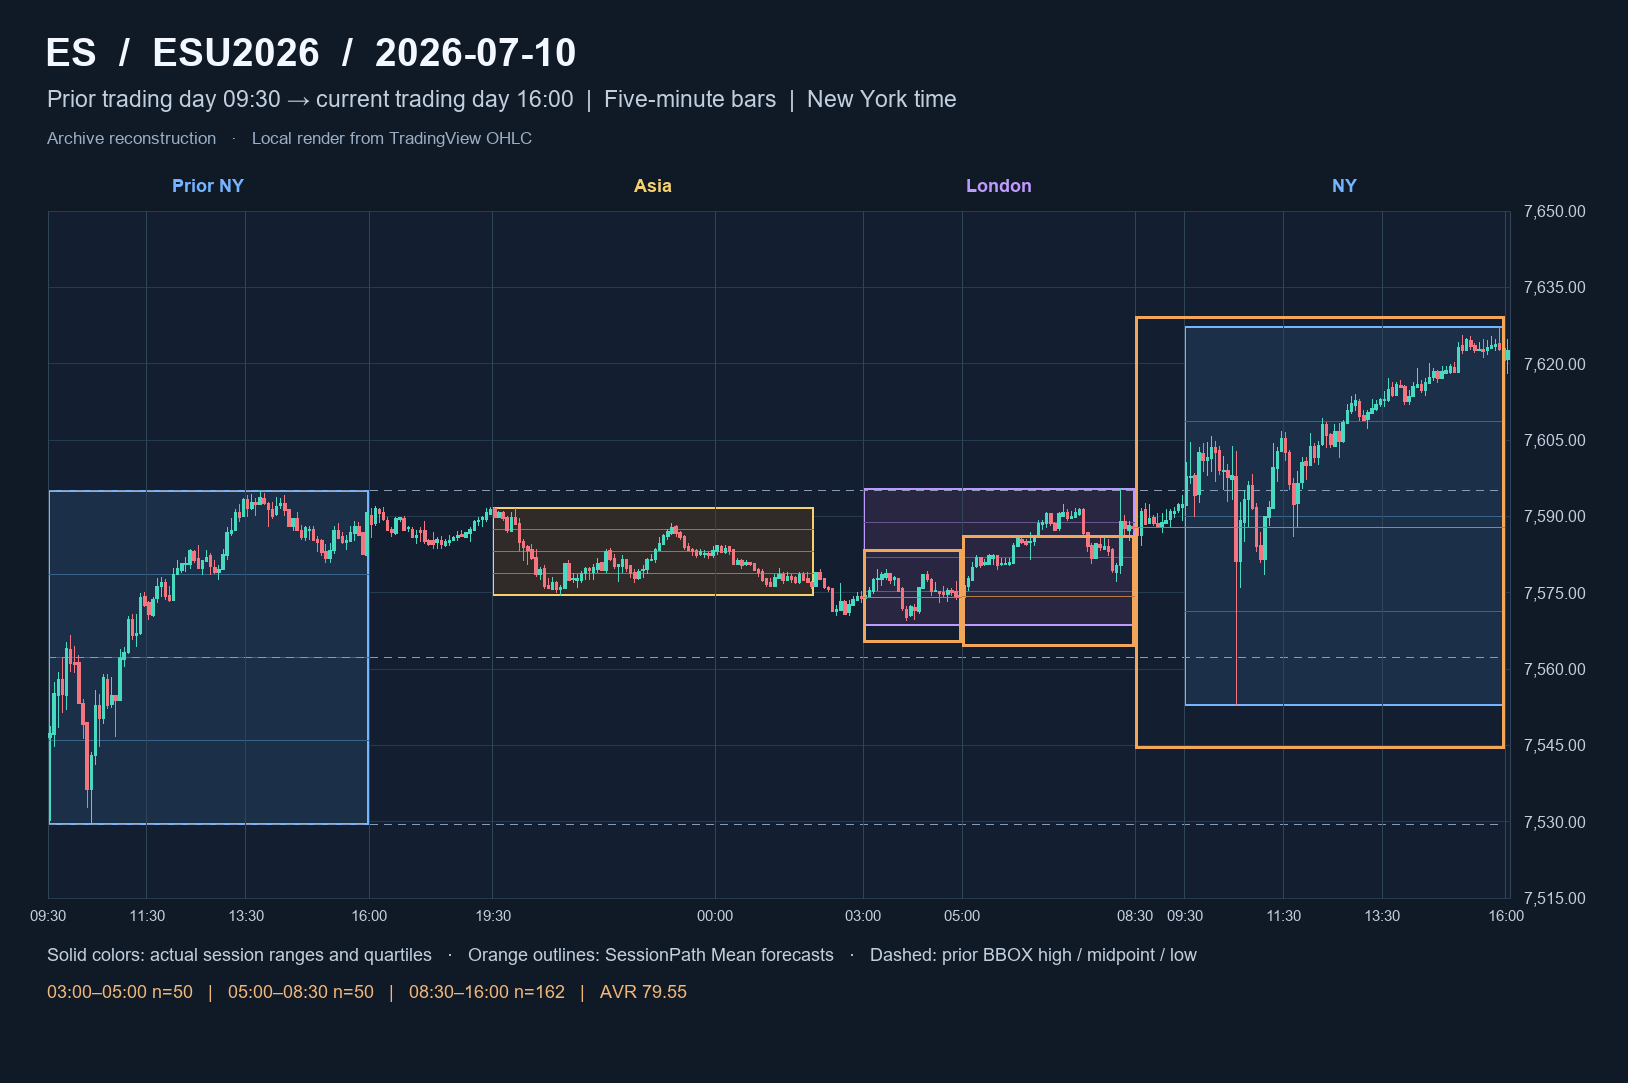 ES / ESU2026 / 2026-07-10
Prior trading day 09:30 → current trading day 16:00 | Five-minute bars | New York time
Archive reconstruction · Local render from TradingView OHLC
Prior NY Asia London NY
7,650.00
7,635.00
7,620.00
7,605.00
7,590.00
7,575.00
7,560.00
7,545.00
7,530.00
7,515.00
09:30 11:30 13:30 16:00 19:30 00:00 03:00 05:00 08:30 09:30 11:30 13:30 16:00
Solid colors: actual session ranges and quartiles · Orange outlines: SessionPath Mean forecasts · Dashed: prior BBOX high / midpoint / low
03:00–05:00 n=50 | 05:00–08:30 n=50 | 08:30–16:00 n=162 | AVR 79.55